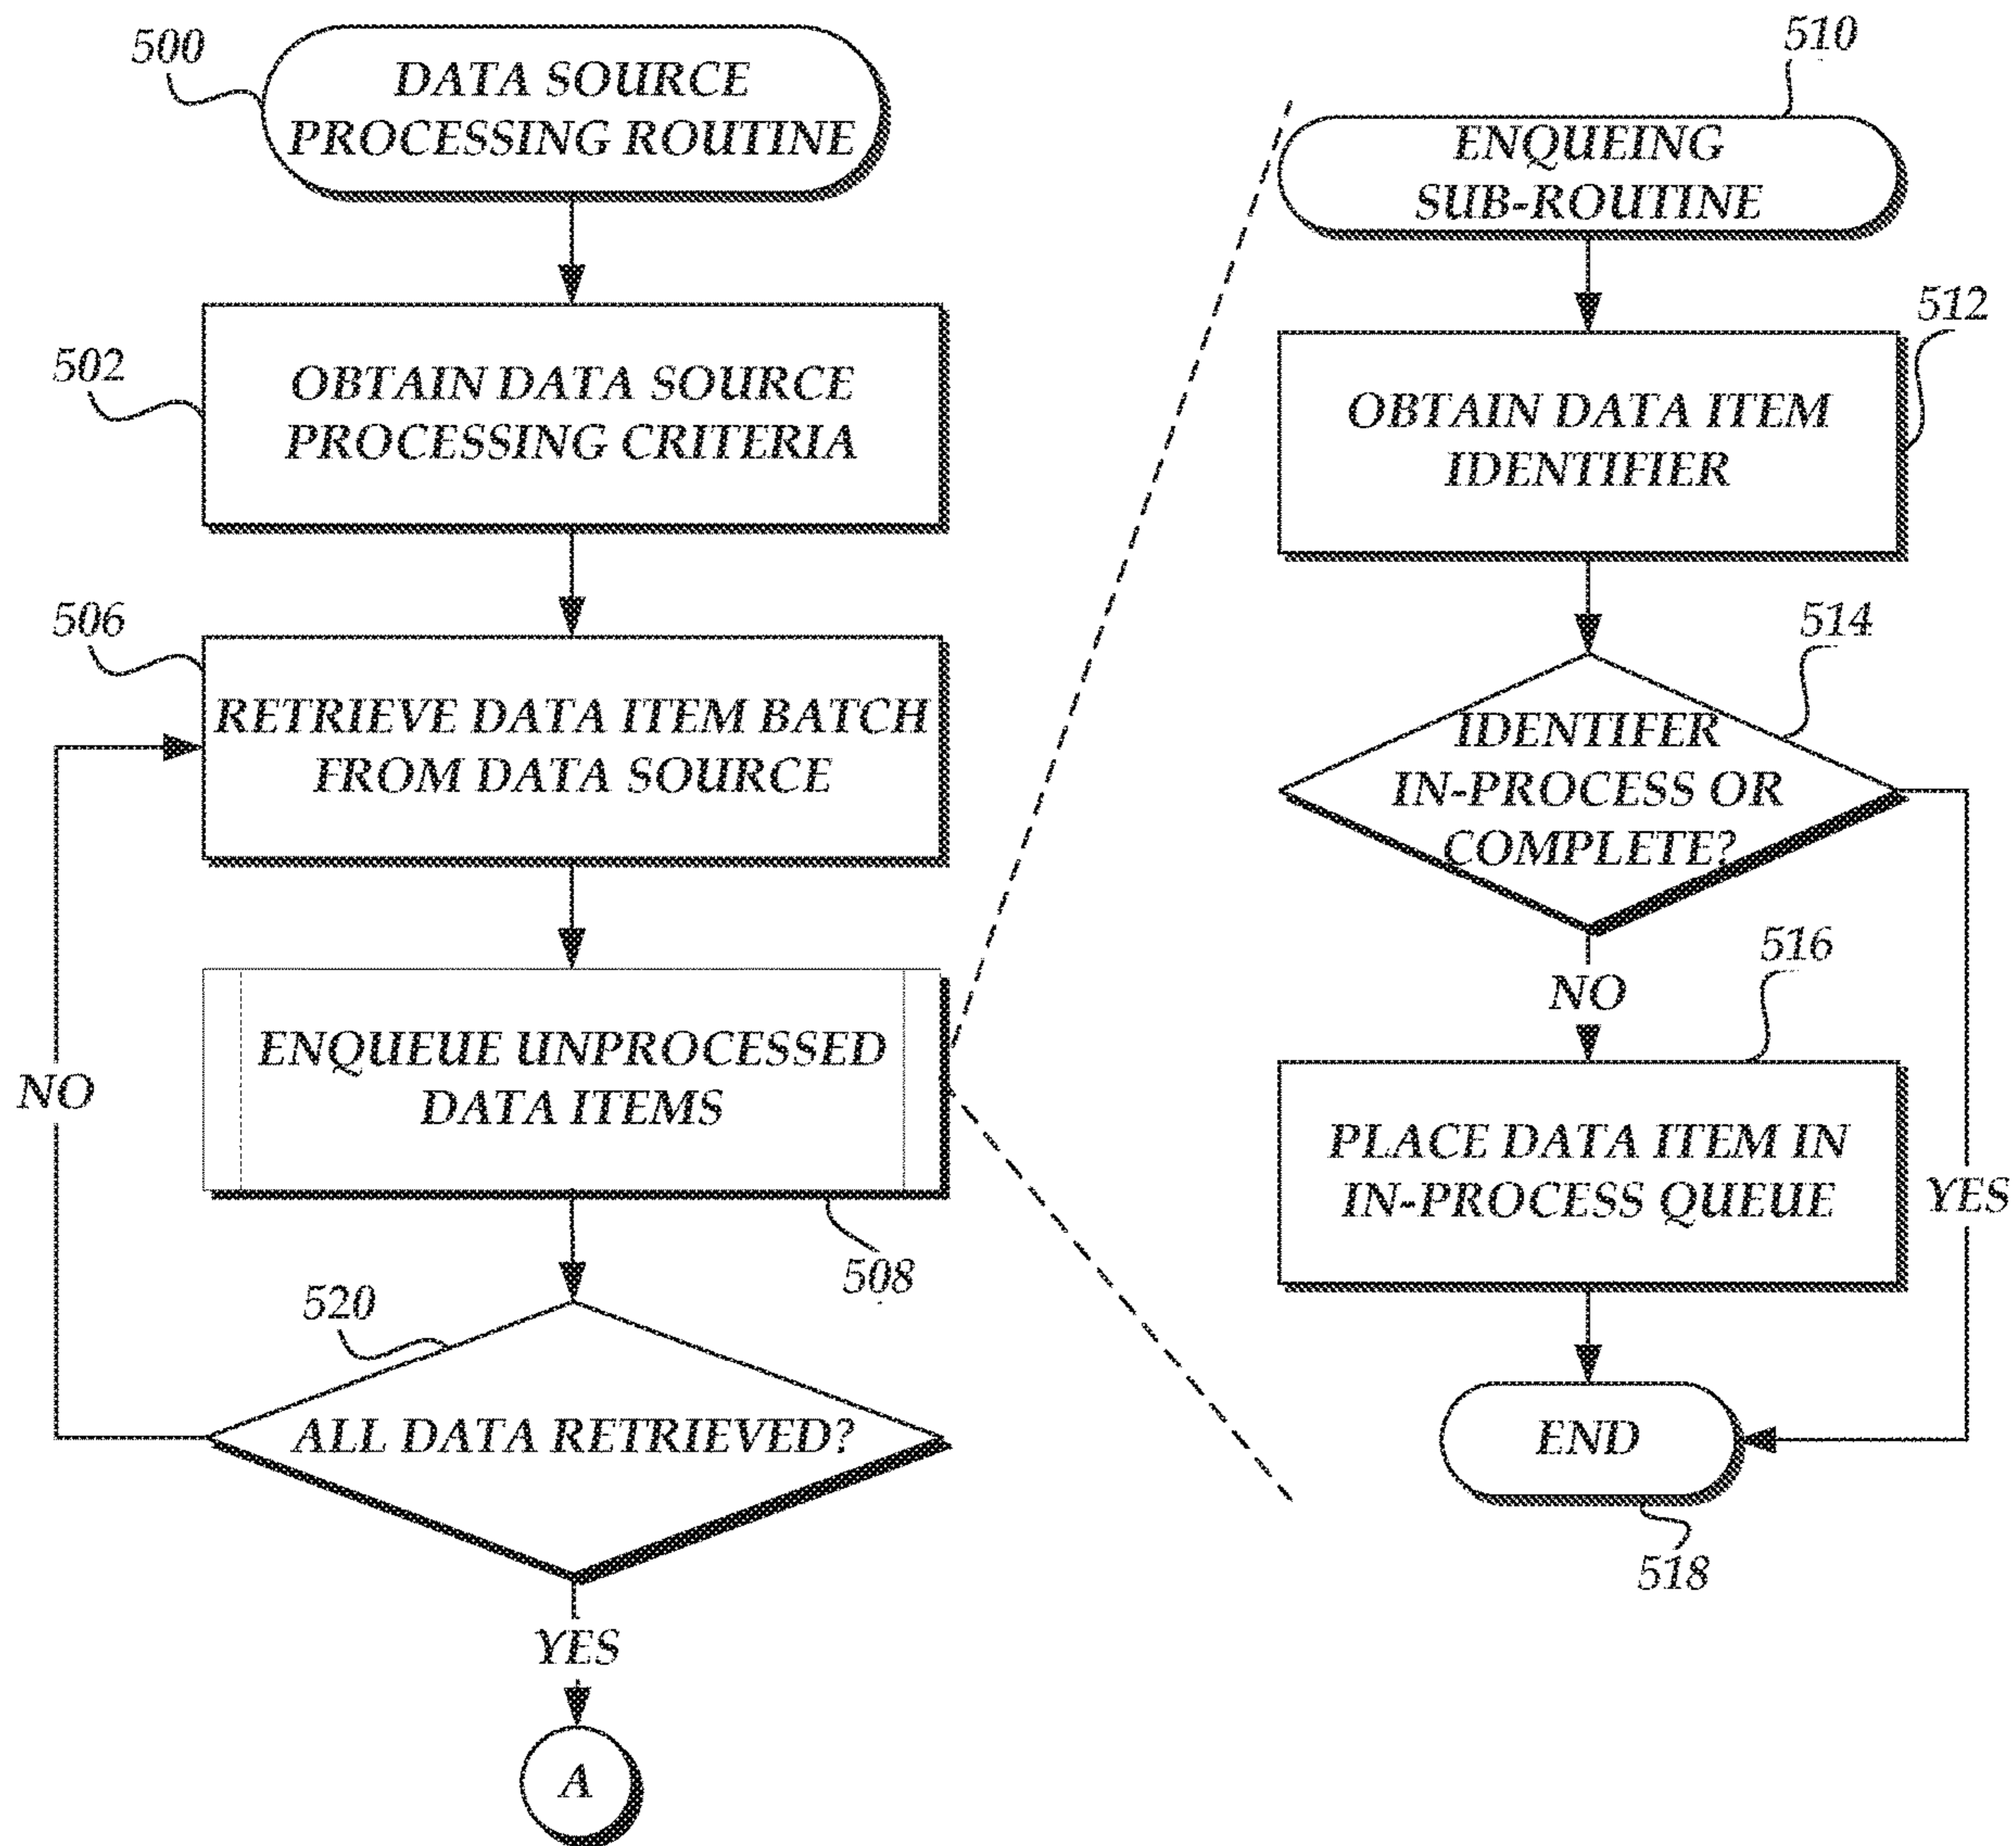 500
DATA SOURCE
PROCESSING ROUTINE
502
OBTAIN DATA SOURCE
PROCESSING CRITERIA
506
RETRIEVE DATA ITEM BATCH
FROM DATA SOURCE
NO
ENQUEUE UNPROCESSED
DATA ITEMS
508
520
ALL DATA RETRIEVED?
YES
A
510
ENQUEING
SUB-ROUTINE
512
OBTAIN DATA ITEM
IDENTIFIER
514
IDENTIFER
IN-PROCESS OR
COMPLETE?
NO
516
PLACE DATA ITEM IN
IN-PROCESS QUEUE
YES
END
518